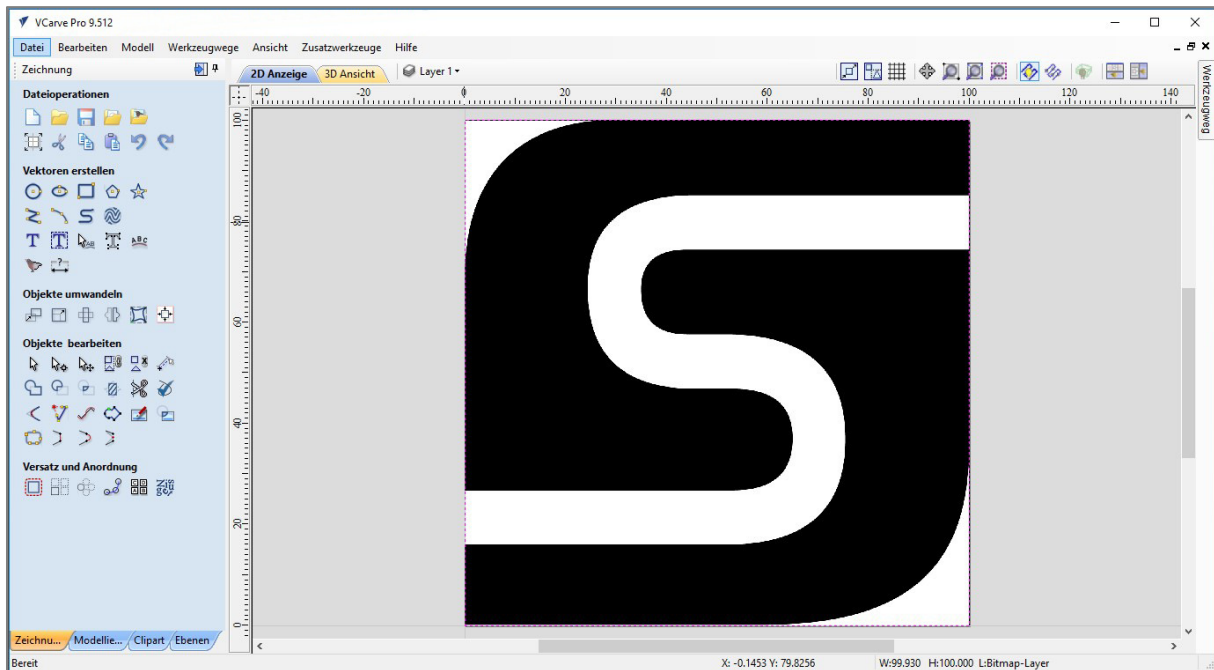 VCarve Pro 9.512
Datei Bearbeiten Modell Werkzeugwege Ansicht Zusatzwerkzeuge Hilfe
Zeichnung
2D Anzeige 3D Ansicht Layer 1
Werkzeugweg
Dateioperationen
-40 -20 0 20 40 60 80 100 120 140
100
80
60
40
20
0
Vektoren erstellen
Objekte umwandeln
Objekte bearbeiten
Versatz und Anordnung
Zeichnu... Modellie... Clipart Ebenen
Bereit
X: -0.1453 Y: 79.8256
W:99.930 H:100.000 L:Bitmap-Layer